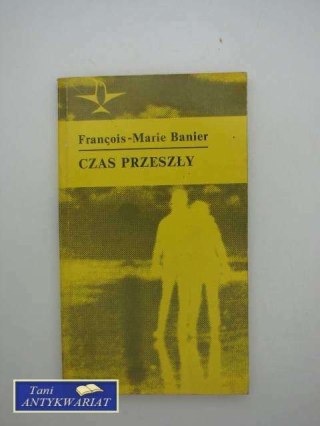 François-Marie Banier
CZAS PRZESZŁY
Tani
ANTYKWARIAT